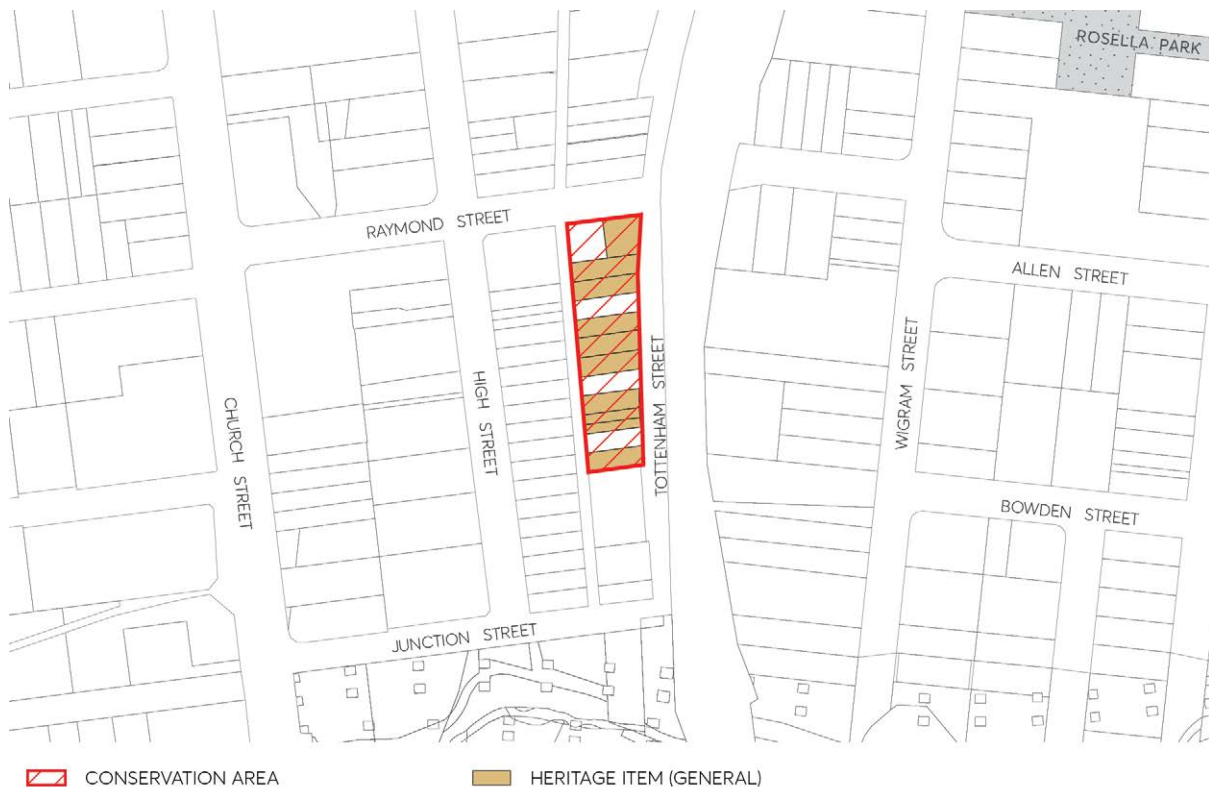 ROSELLA PARK
RAYMOND STREET
ALLEN STREET
TOTTENHAM STREET
WIGRAM STREET
HIGH STREET
CHURCH STREET
BOWDEN STREET
JUNCTION STREET
CONSERVATION AREA
HERITAGE ITEM (GENERAL)